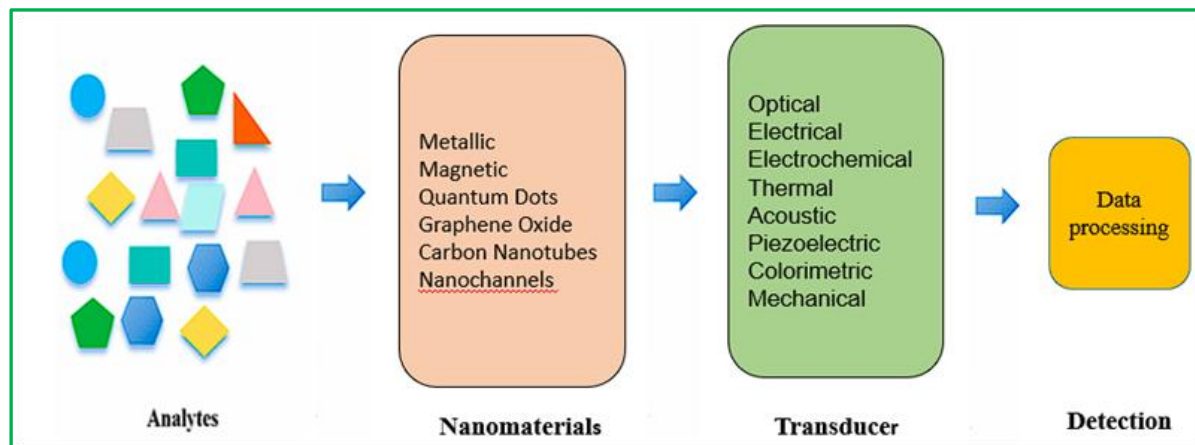 Metallic
Magnetic
Quantum Dots
Graphene Oxide
Carbon Nanotubes
Nanochannels
Optical
Electrical
Electrochemical
Thermal
Acoustic
Piezoelectric
Colorimetric
Mechanical
Data
processing
Analytes
Nanomaterials
Transducer
Detection